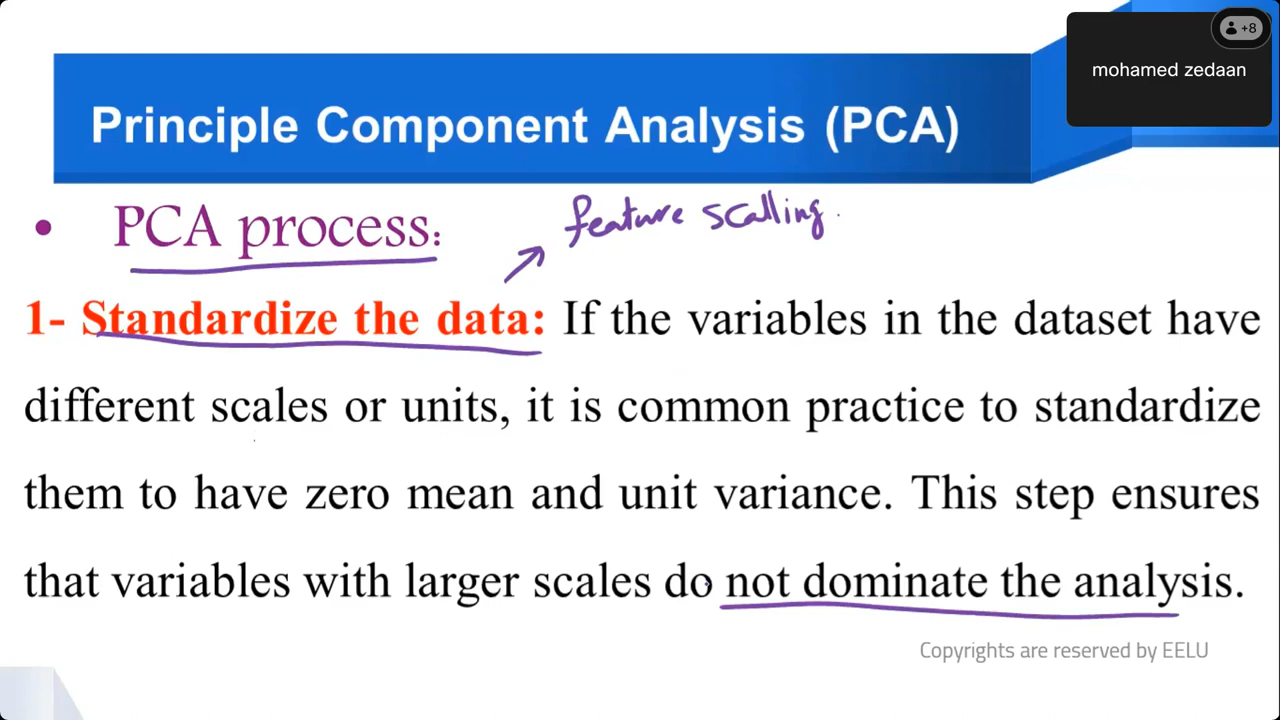 +8
mohamed zedaan
Principle Component Analysis (PCA)
• PCA process:
feature scalling
1- Standardize the data: If the variables in the dataset have
different scales or units, it is common practice to standardize
them to have zero mean and unit variance. This step ensures
that variables with larger scales do not dominate the analysis.
Copyrights are reserved by EELU